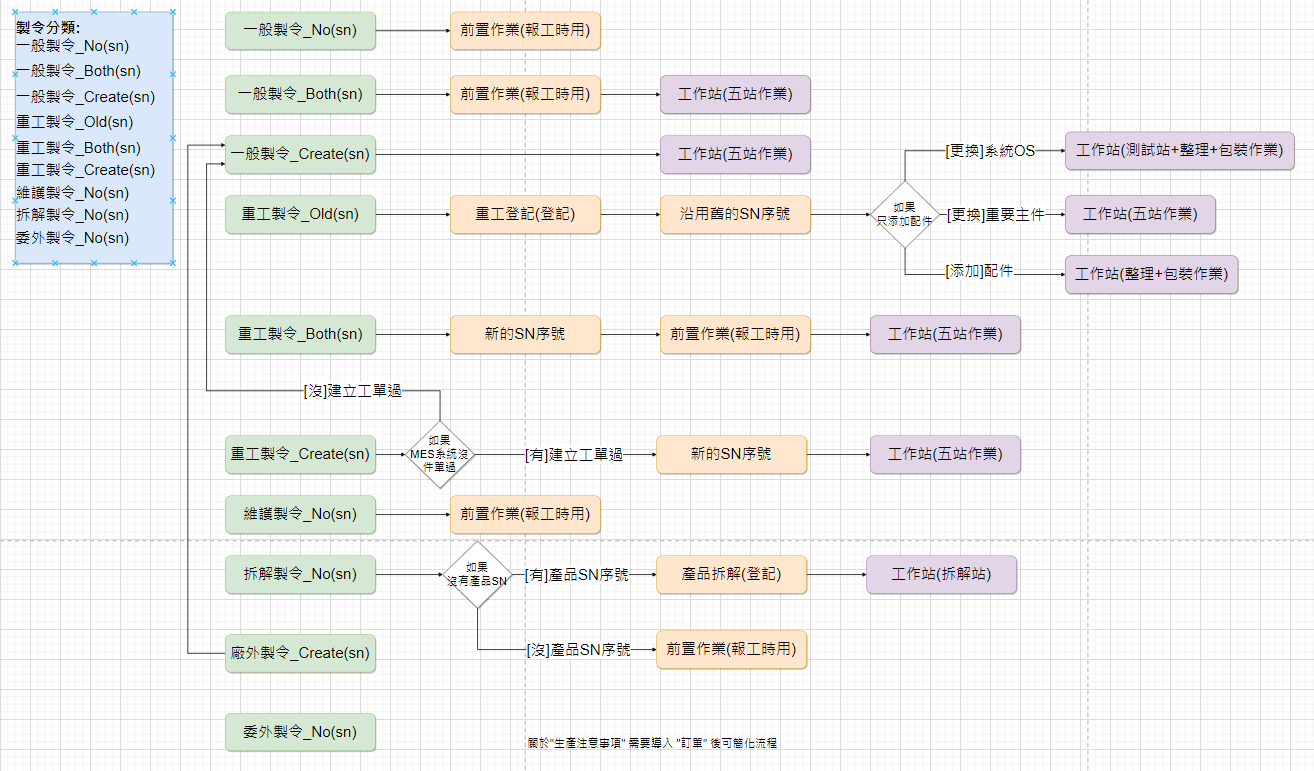 製令分類:
一般製令_No(sn)
一般製令_Both(sn)
一般製令_Create(sn)
重工製令_Old(sn)
重工製令_Both(sn)
重工製令_Create(sn)
維護製令_No(sn)
拆解製令_No(sn)
委外製令_No(sn)
一般製令_No(sn)
前置作業(報工時用)
一般製令_Both(sn)
前置作業(報工時用)
工作站(五站作業)
一般製令_Create(sn)
工作站(五站作業)
重工製令_Old(sn)
重工登記(登記)
沿用舊的SN序號
如果
只添加配件
[更換]系統OS
工作站(測試站+整理+包裝作業)
[更換]重要主件
工作站(五站作業)
[添加]配件
工作站(整理+包裝作業)
重工製令_Both(sn)
新的SN序號
前置作業(報工時用)
工作站(五站作業)
[沒]建立工單過
重工製令_Create(sn)
如果
MES系統沒
件單過
[有]建立工單過
新的SN序號
工作站(五站作業)
維護製令_No(sn)
前置作業(報工時用)
拆解製令_No(sn)
如果
沒有產品SN
[有]產品SN序號
產品拆解(登記)
工作站(拆解站)
[沒]產品SN序號
前置作業(報工時用)
廠外製令_Create(sn)
委外製令_No(sn)
關於"生產注意事項" 需要導入 "訂單" 後可簡化流程